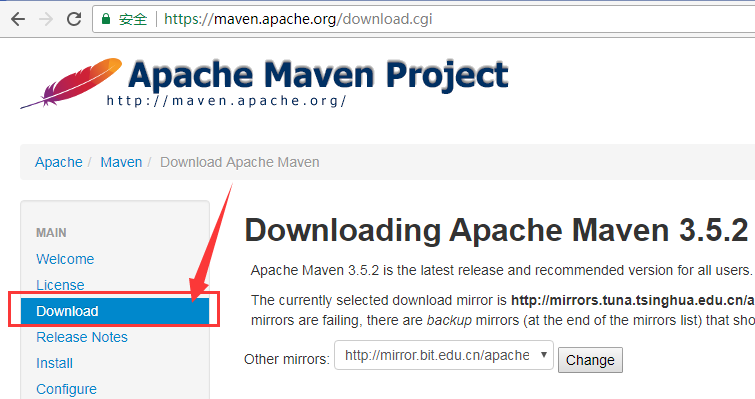 安全 https://maven.apache.org/download.cgi
Apache Maven Project
http://maven.apache.org/
Apache / Maven / Download Apache Maven
MAIN
Welcome
License
Download
Release Notes
Install
Configure
Downloading Apache Maven 3.5.2
Apache Maven 3.5.2 is the latest release and recommended version for all users.
The currently selected download mirror is http://mirrors.tuna.tsinghua.edu.cn/a
mirrors are failing, there are backup mirrors (at the end of the mirrors list) that sho
Other mirrors: http://mirror.bit.edu.cn/apache Change